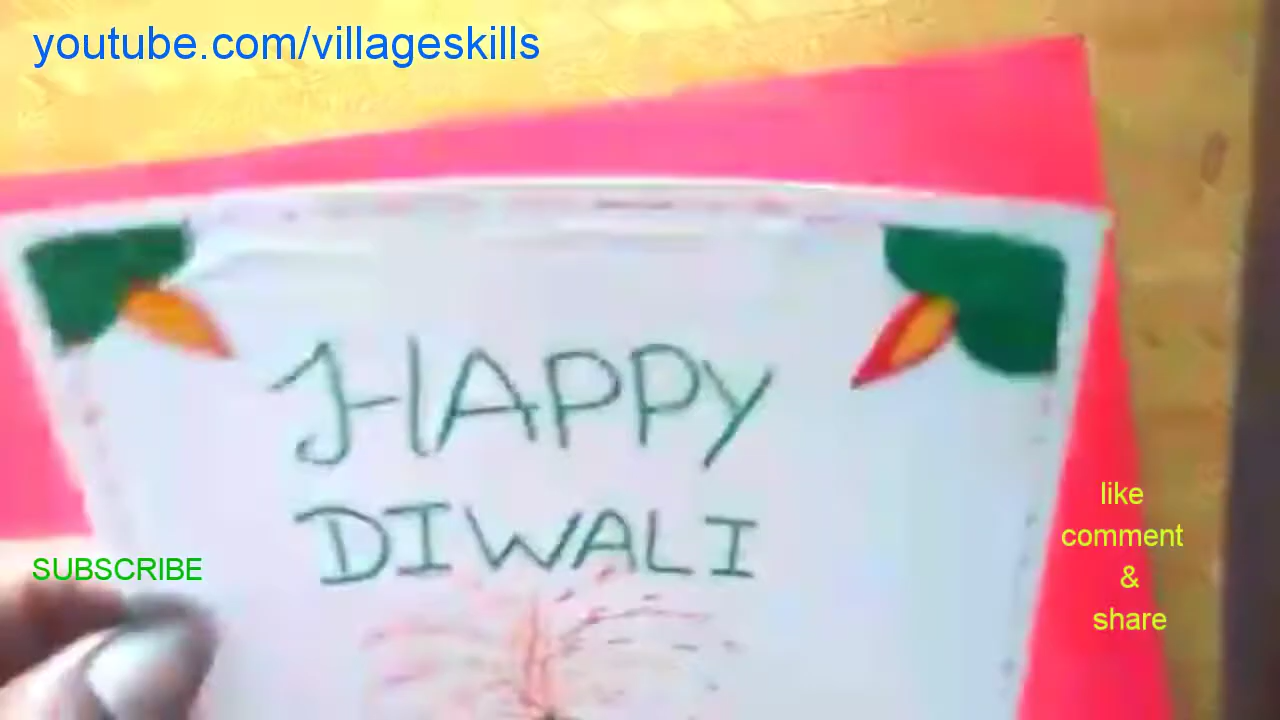 youtube.com/villageskills
HAPPY
DIWALI
SUBSCRIBE
like
comment
&
share